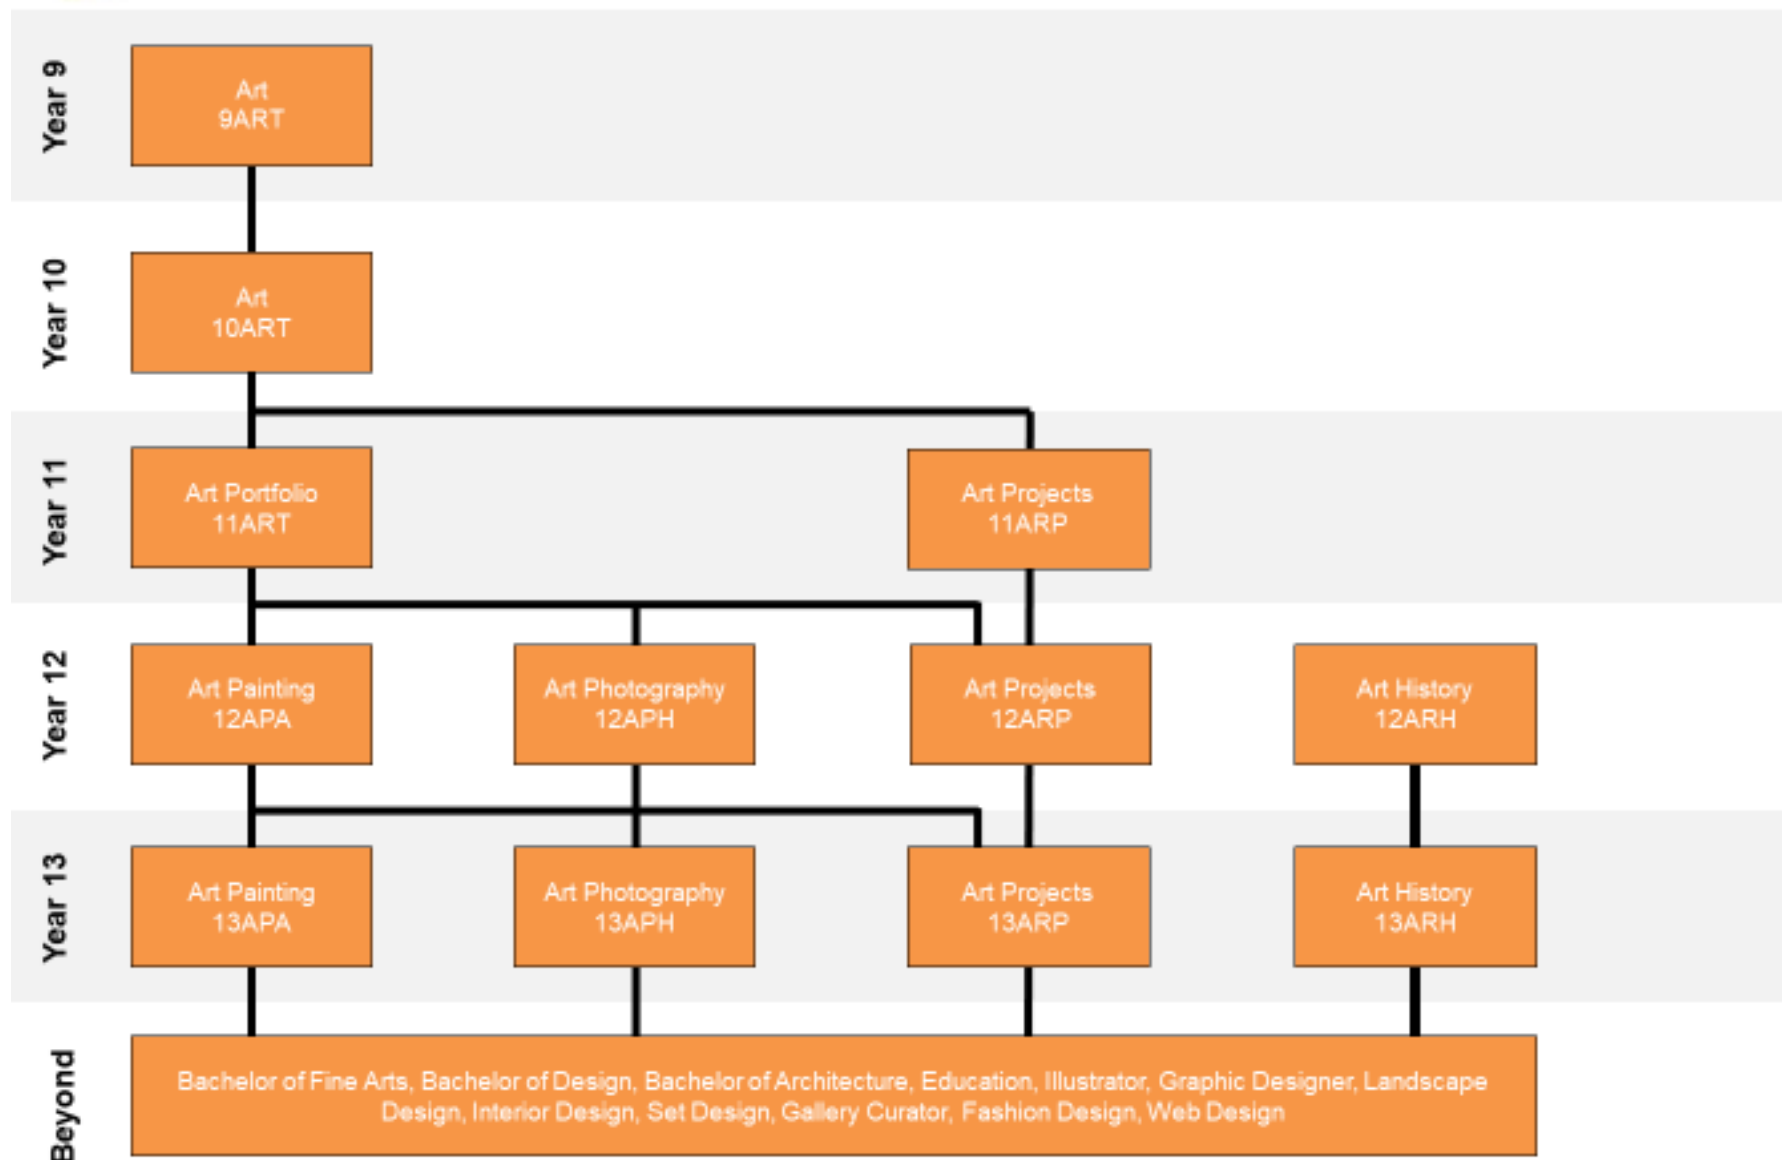 Year 9
Art
9ART
Year 10
Art
10ART
Year 11
Art Portfolio
11ART
Art Projects
11ARP
Year 12
Art Painting
12APA
Art Photography
12APH
Art Projects
12ARP
Art History
12ARH
Year 13
Art Painting
13APA
Art Photography
13APH
Art Projects
13ARP
Art History
13ARH
Beyond
Bachelor of Fine Arts, Bachelor of Design, Bachelor of Architecture, Education, Illustrator, Graphic Designer, Landscape
Design, Interior Design, Set Design, Gallery Curator, Fashion Design, Web Design